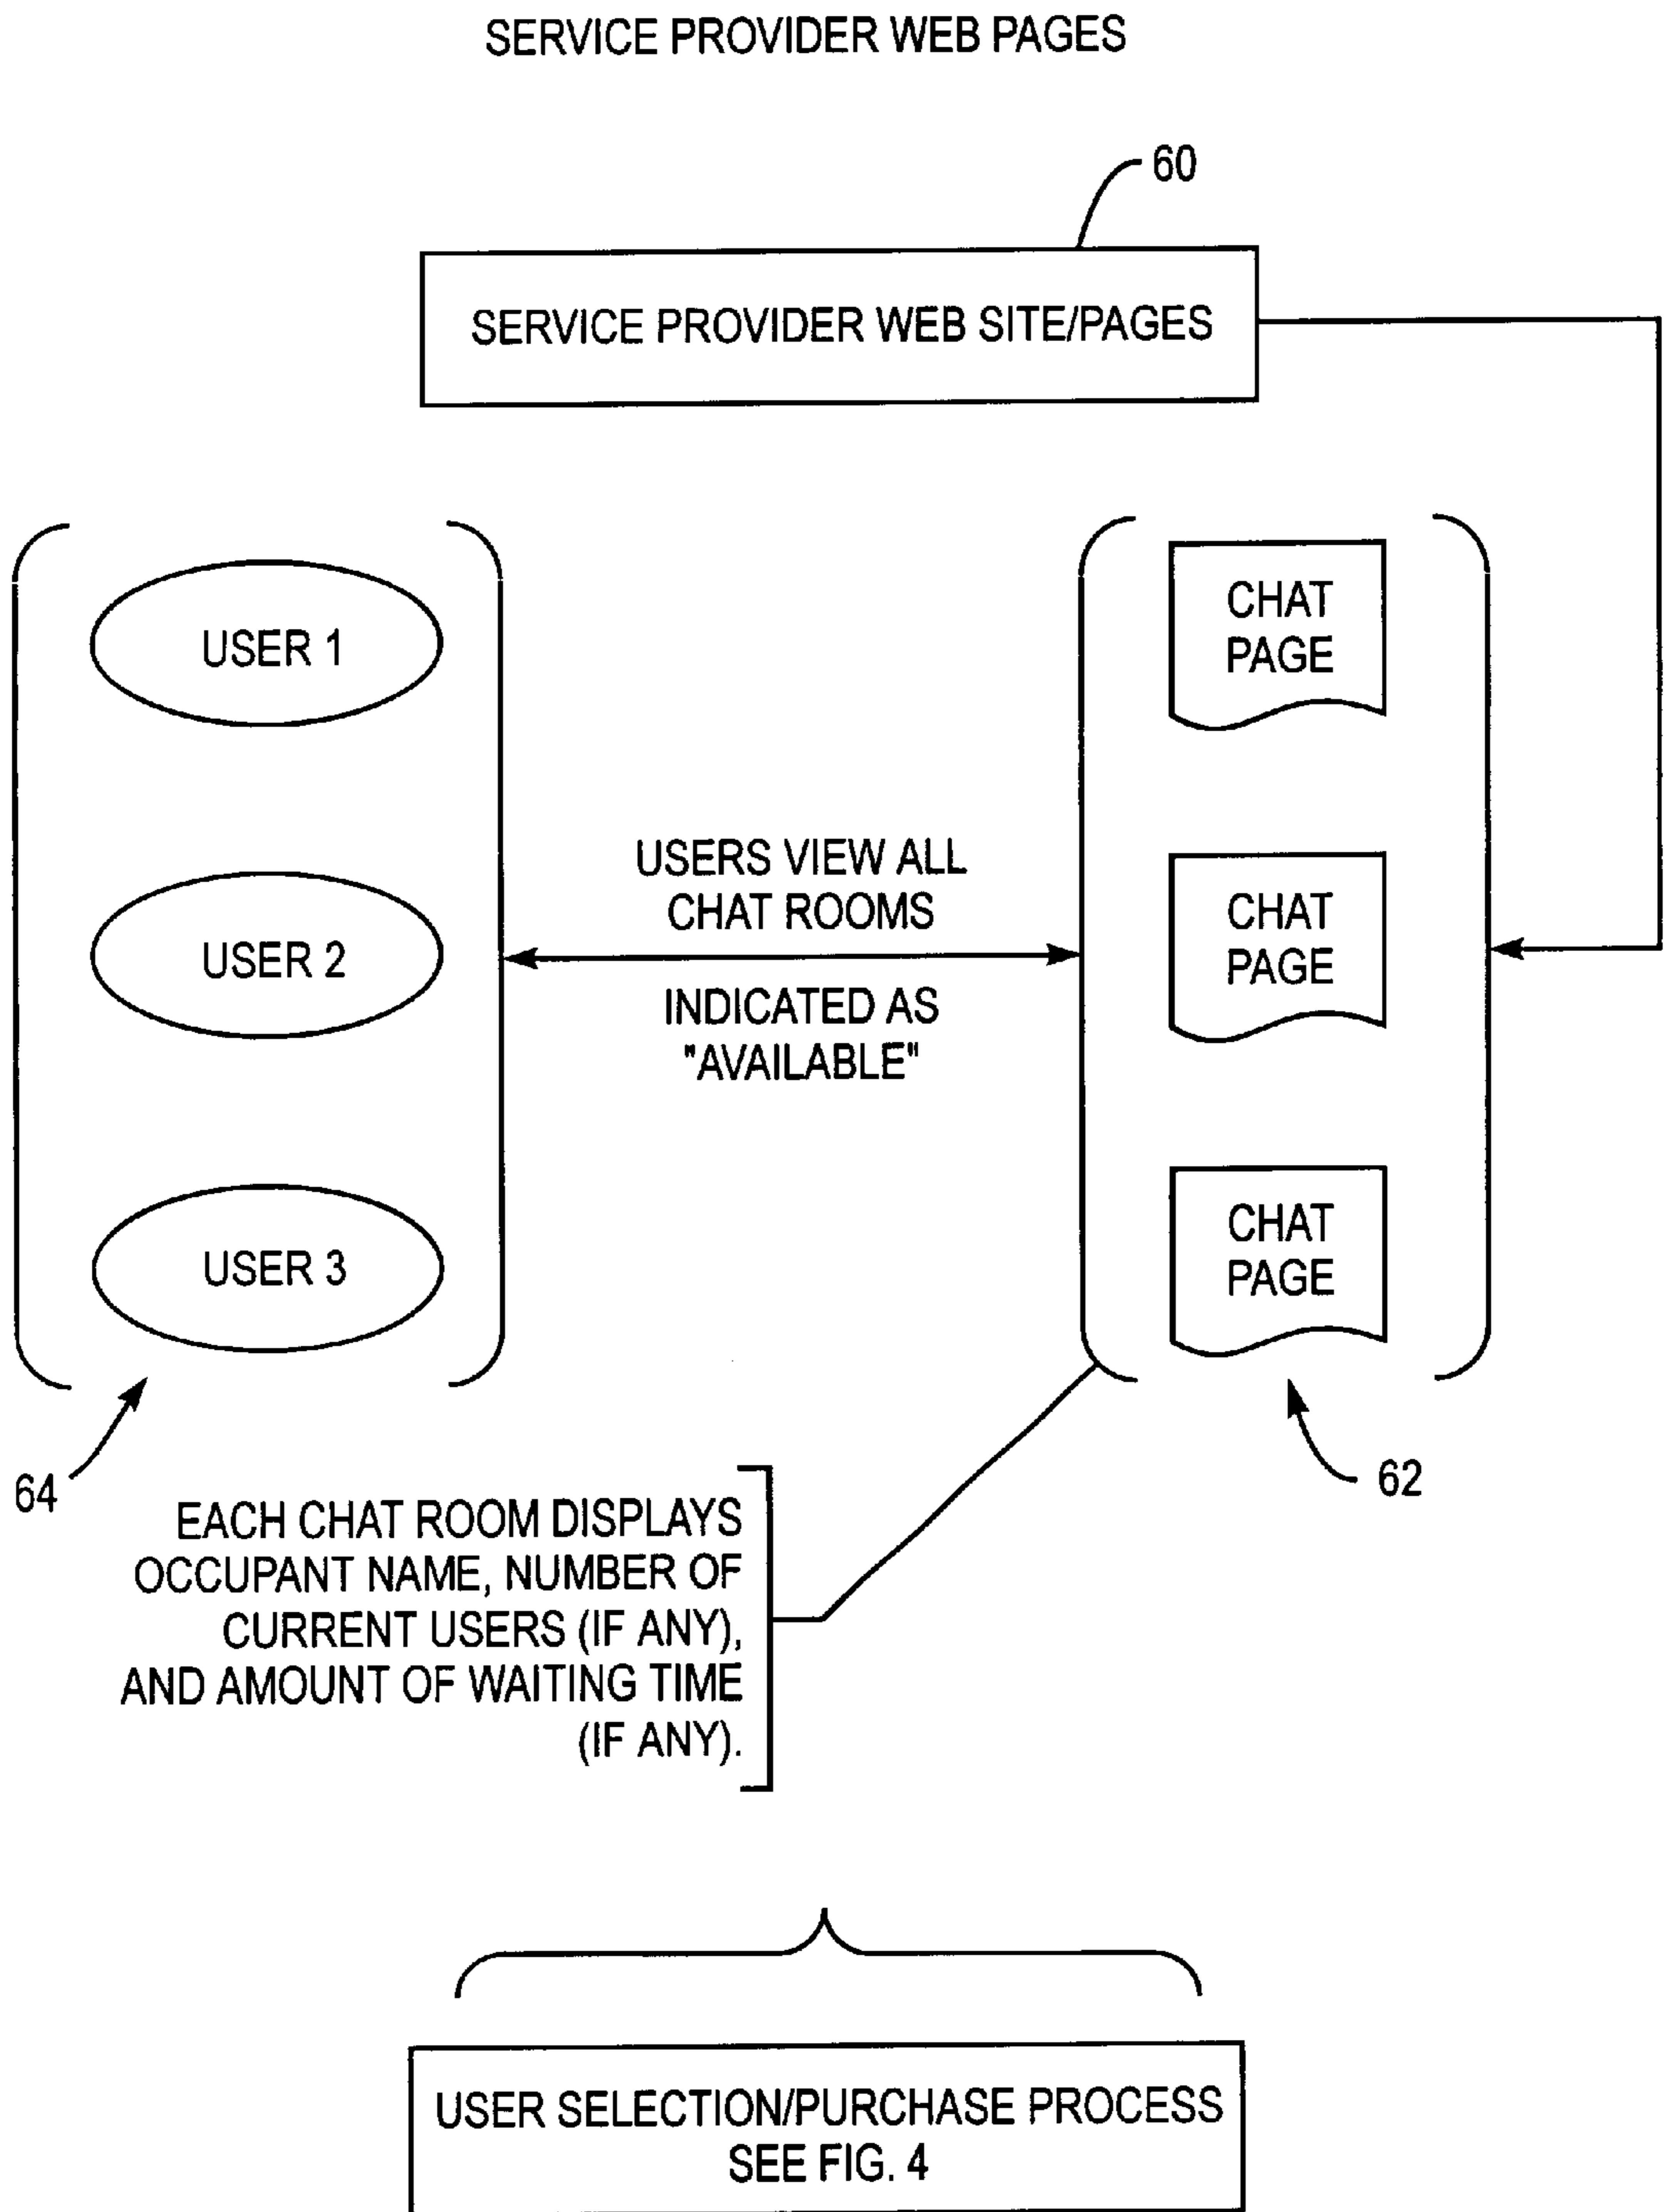 SERVICE PROVIDER WEB PAGES
60
SERVICE PROVIDER WEB SITE/PAGES
USER 1
USER 2
USER 3
64
USERS VIEW ALL
CHAT ROOMS
INDICATED AS
"AVAILABLE"
CHAT
PAGE
CHAT
PAGE
CHAT
PAGE
62
EACH CHAT ROOM DISPLAYS
OCCUPANT NAME, NUMBER OF
CURRENT USERS (IF ANY),
AND AMOUNT OF WAITING TIME
(IF ANY).
USER SELECTION/PURCHASE PROCESS
SEE FIG. 4